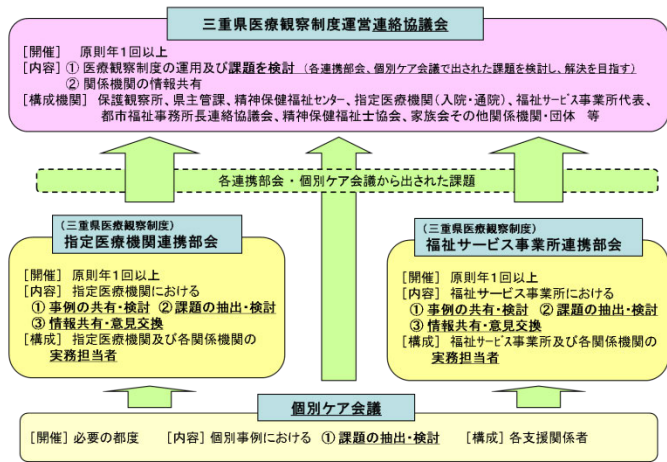 三重県医療観察制度運営連絡協議会
[開催] 原則年1回以上
[内容] ① 医療観察制度の運用及び課題を検討 (各連携部会、個別ケア会議で出された課題を検討し、解決を目指す)
② 関係機関の情報共有
[構成機関] 保護観察所、県主管課、精神保健福祉センター、指定医療機関(入院・通院)、福祉サービス事業所代表、
都市福祉事務所長連絡協議会、精神保健福祉士協会、家族会その他関係機関・団体 等
各連携部会・個別ケア会議から出された課題
(三重県医療観察制度)
指定医療機関連携部会
[開催] 原則年1回以上
[内容] 指定医療機関における
① 事例の共有・検討 ② 課題の抽出・検討
③ 情報共有・意見交換
[構成] 指定医療機関及び各関係機関の
実務担当者
(三重県医療観察制度)
福祉サービス事業所連携部会
[開催] 原則年1回以上
[内容] 福祉サービス事業所における
① 事例の共有・検討 ② 課題の抽出・検討
③ 情報共有・意見交換
[構成] 福祉サービス事業所及び各関係機関の
実務担当者
個別ケア会議
[開催] 必要の都度 [内容] 個別事例における ① 課題の抽出・検討 [構成] 各支援関係者